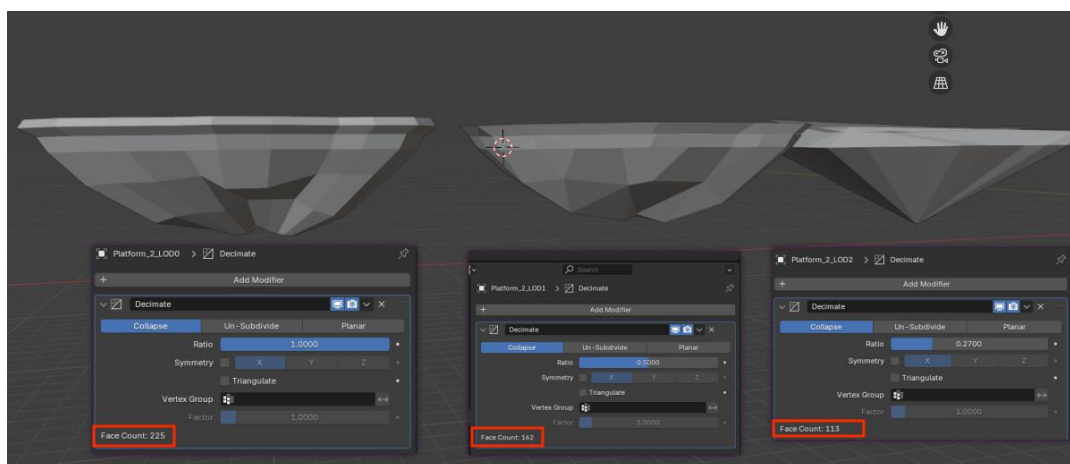 Platform_2_LOD0 > Decimate
+ Add Modifier
Decimate
Collapse Un-Subdivide Planar
Ratio 1.0000
Symmetry X Y Z
Triangulate
Vertex Group
Factor 1.0000
Face Count: 225
Search
Platform_2_LOD1 > Decimate
+ Add Modifier
Decimate
Collapse Un-Subdivide Planar
Ratio 0.5000
Symmetry X Y Z
Triangulate
Vertex Group
Factor 1.0000
Face Count: 162
Platform_2_LOD2 > Decimate
+ Add Modifier
Decimate
Collapse Un-Subdivide Planar
Ratio 0.2700
Symmetry X Y Z
Triangulate
Vertex Group
Factor 1.0000
Face Count: 113